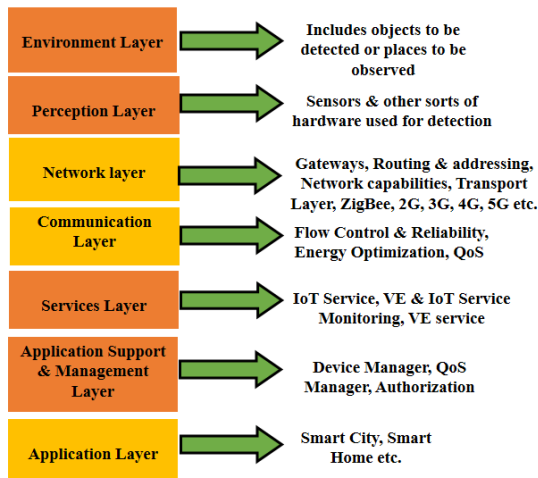 Environment Layer
Includes objects to be
detected or places to be
observed
Perception Layer
Sensors & other sorts of
hardware used for detection
Network layer
Gateways, Routing & addressing,
Network capabilities, Transport
Layer, ZigBee, 2G, 3G, 4G, 5G etc.
Communication
Layer
Flow Control & Reliability,
Energy Optimization, QoS
Services Layer
IoT Service, VE & IoT Service
Monitoring, VE service
Application Support
& Management
Layer
Device Manager, QoS
Manager, Authorization
Application Layer
Smart City, Smart
Home etc.